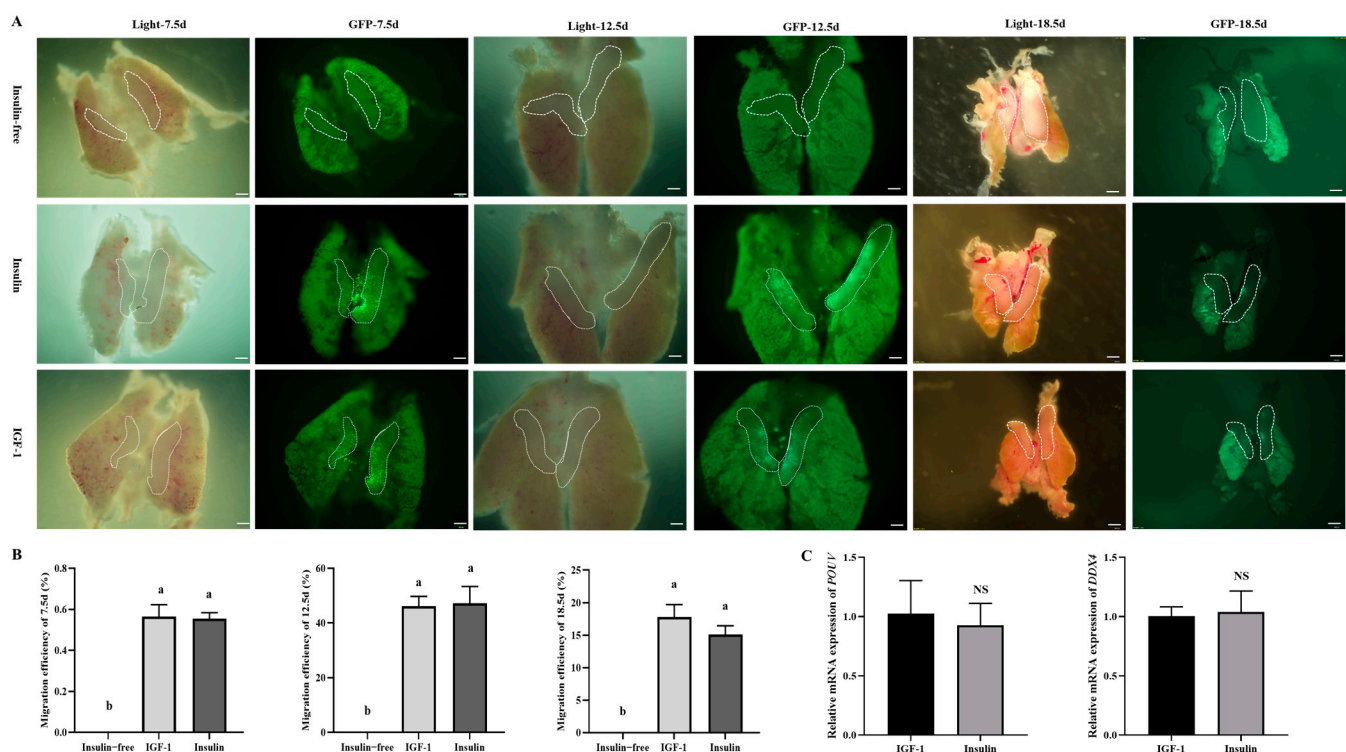 A
Light-7.5d GFP-7.5d Light-12.5d GFP-12.5d Light-18.5d GFP-18.5d
Insulin-free
Insulin
IGF-1
B
Migration efficiency of 7.5d (%)
0.8
0.6
0.4
0.2
0.0
b a a
Insulin-free IGF-1 Insulin
Migration efficiency of 12.5d (%)
60
40
20
0
b a a
Insulin-free IGF-1 Insulin
Migration efficiency of 18.5d (%)
25
20
15
10
5
0
b a a
Insulin-free IGF-1 Insulin
C
Relative mRNA expression of POUV
1.5
1.0
0.5
0.0
NS
IGF-1 Insulin
Relative mRNA expression of DDX4
1.5
1.0
0.5
0.0
NS
IGF-1 Insulin